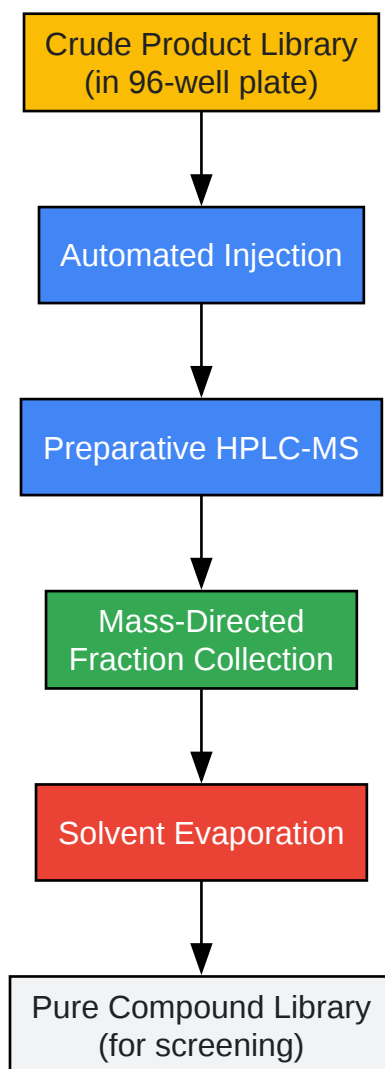 Crude Product Library
(in 96-well plate)
Automated Injection
Preparative HPLC-MS
Mass-Directed
Fraction Collection
Solvent Evaporation
Pure Compound Library
(for screening)